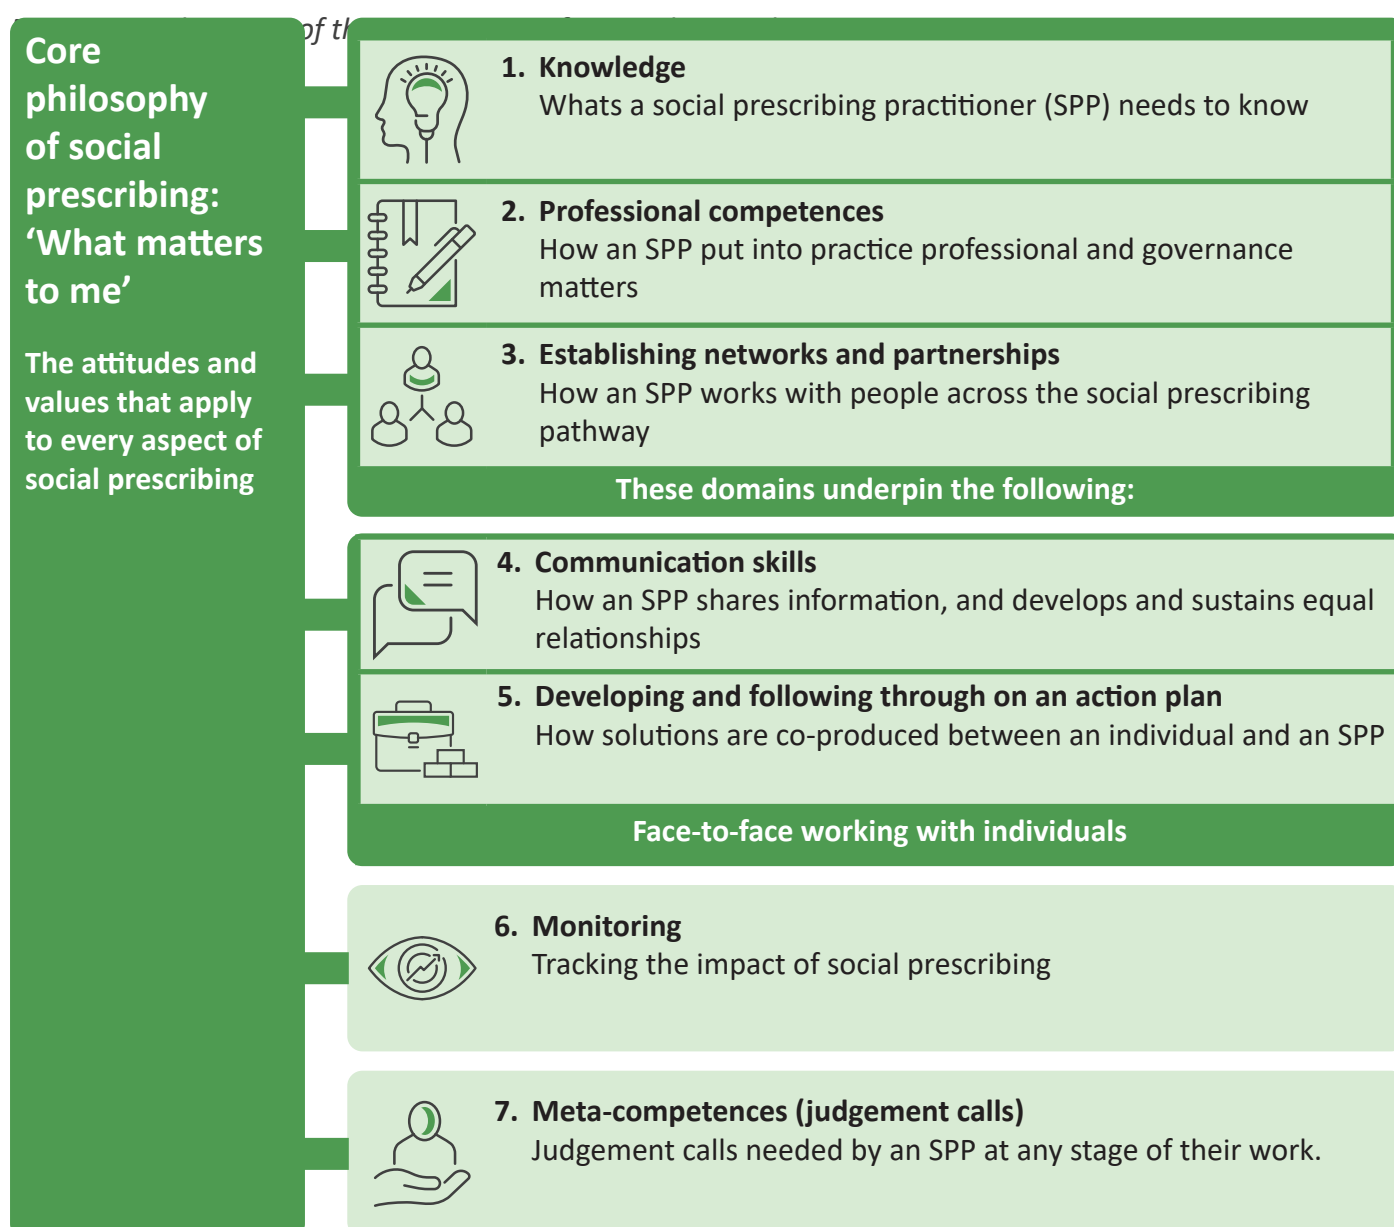 of th
Core
philosophy
of social
prescribing:
‘What matters
to me’
The attitudes and
values that apply
to every aspect of
social prescribing
1. Knowledge
Whats a social prescribing practitioner (SPP) needs to know
2. Professional competences
How an SPP put into practice professional and governance
matters
3. Establishing networks and partnerships
How an SPP works with people across the social prescribing
pathway
These domains underpin the following:
4. Communication skills
How an SPP shares information, and develops and sustains equal
relationships
5. Developing and following through on an action plan
How solutions are co-produced between an individual and an SPP
Face-to-face working with individuals
6. Monitoring
Tracking the impact of social prescribing
7. Meta-competences (judgement calls)
Judgement calls needed by an SPP at any stage of their work.